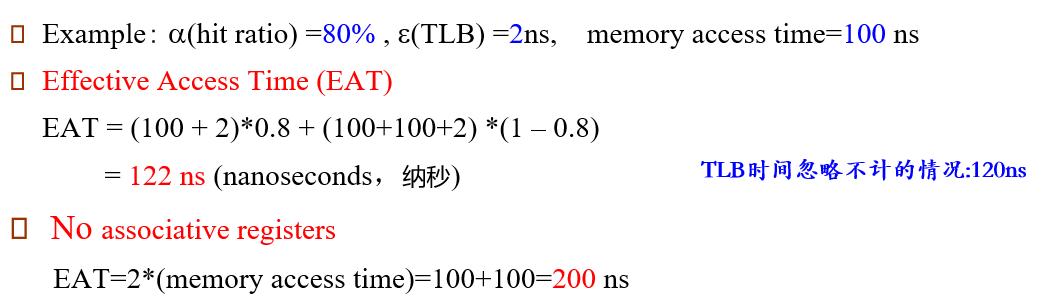 Example: α(hit ratio) =80% , ε(TLB) =2ns, memory access time=100 ns
Effective Access Time (EAT)
EAT = (100 + 2)*0.8 + (100+100+2) *(1 – 0.8)
= 122 ns (nanoseconds，纳秒)
TLB时间忽略不计的情况:120ns
No associative registers
EAT=2*(memory access time)=100+100=200 ns